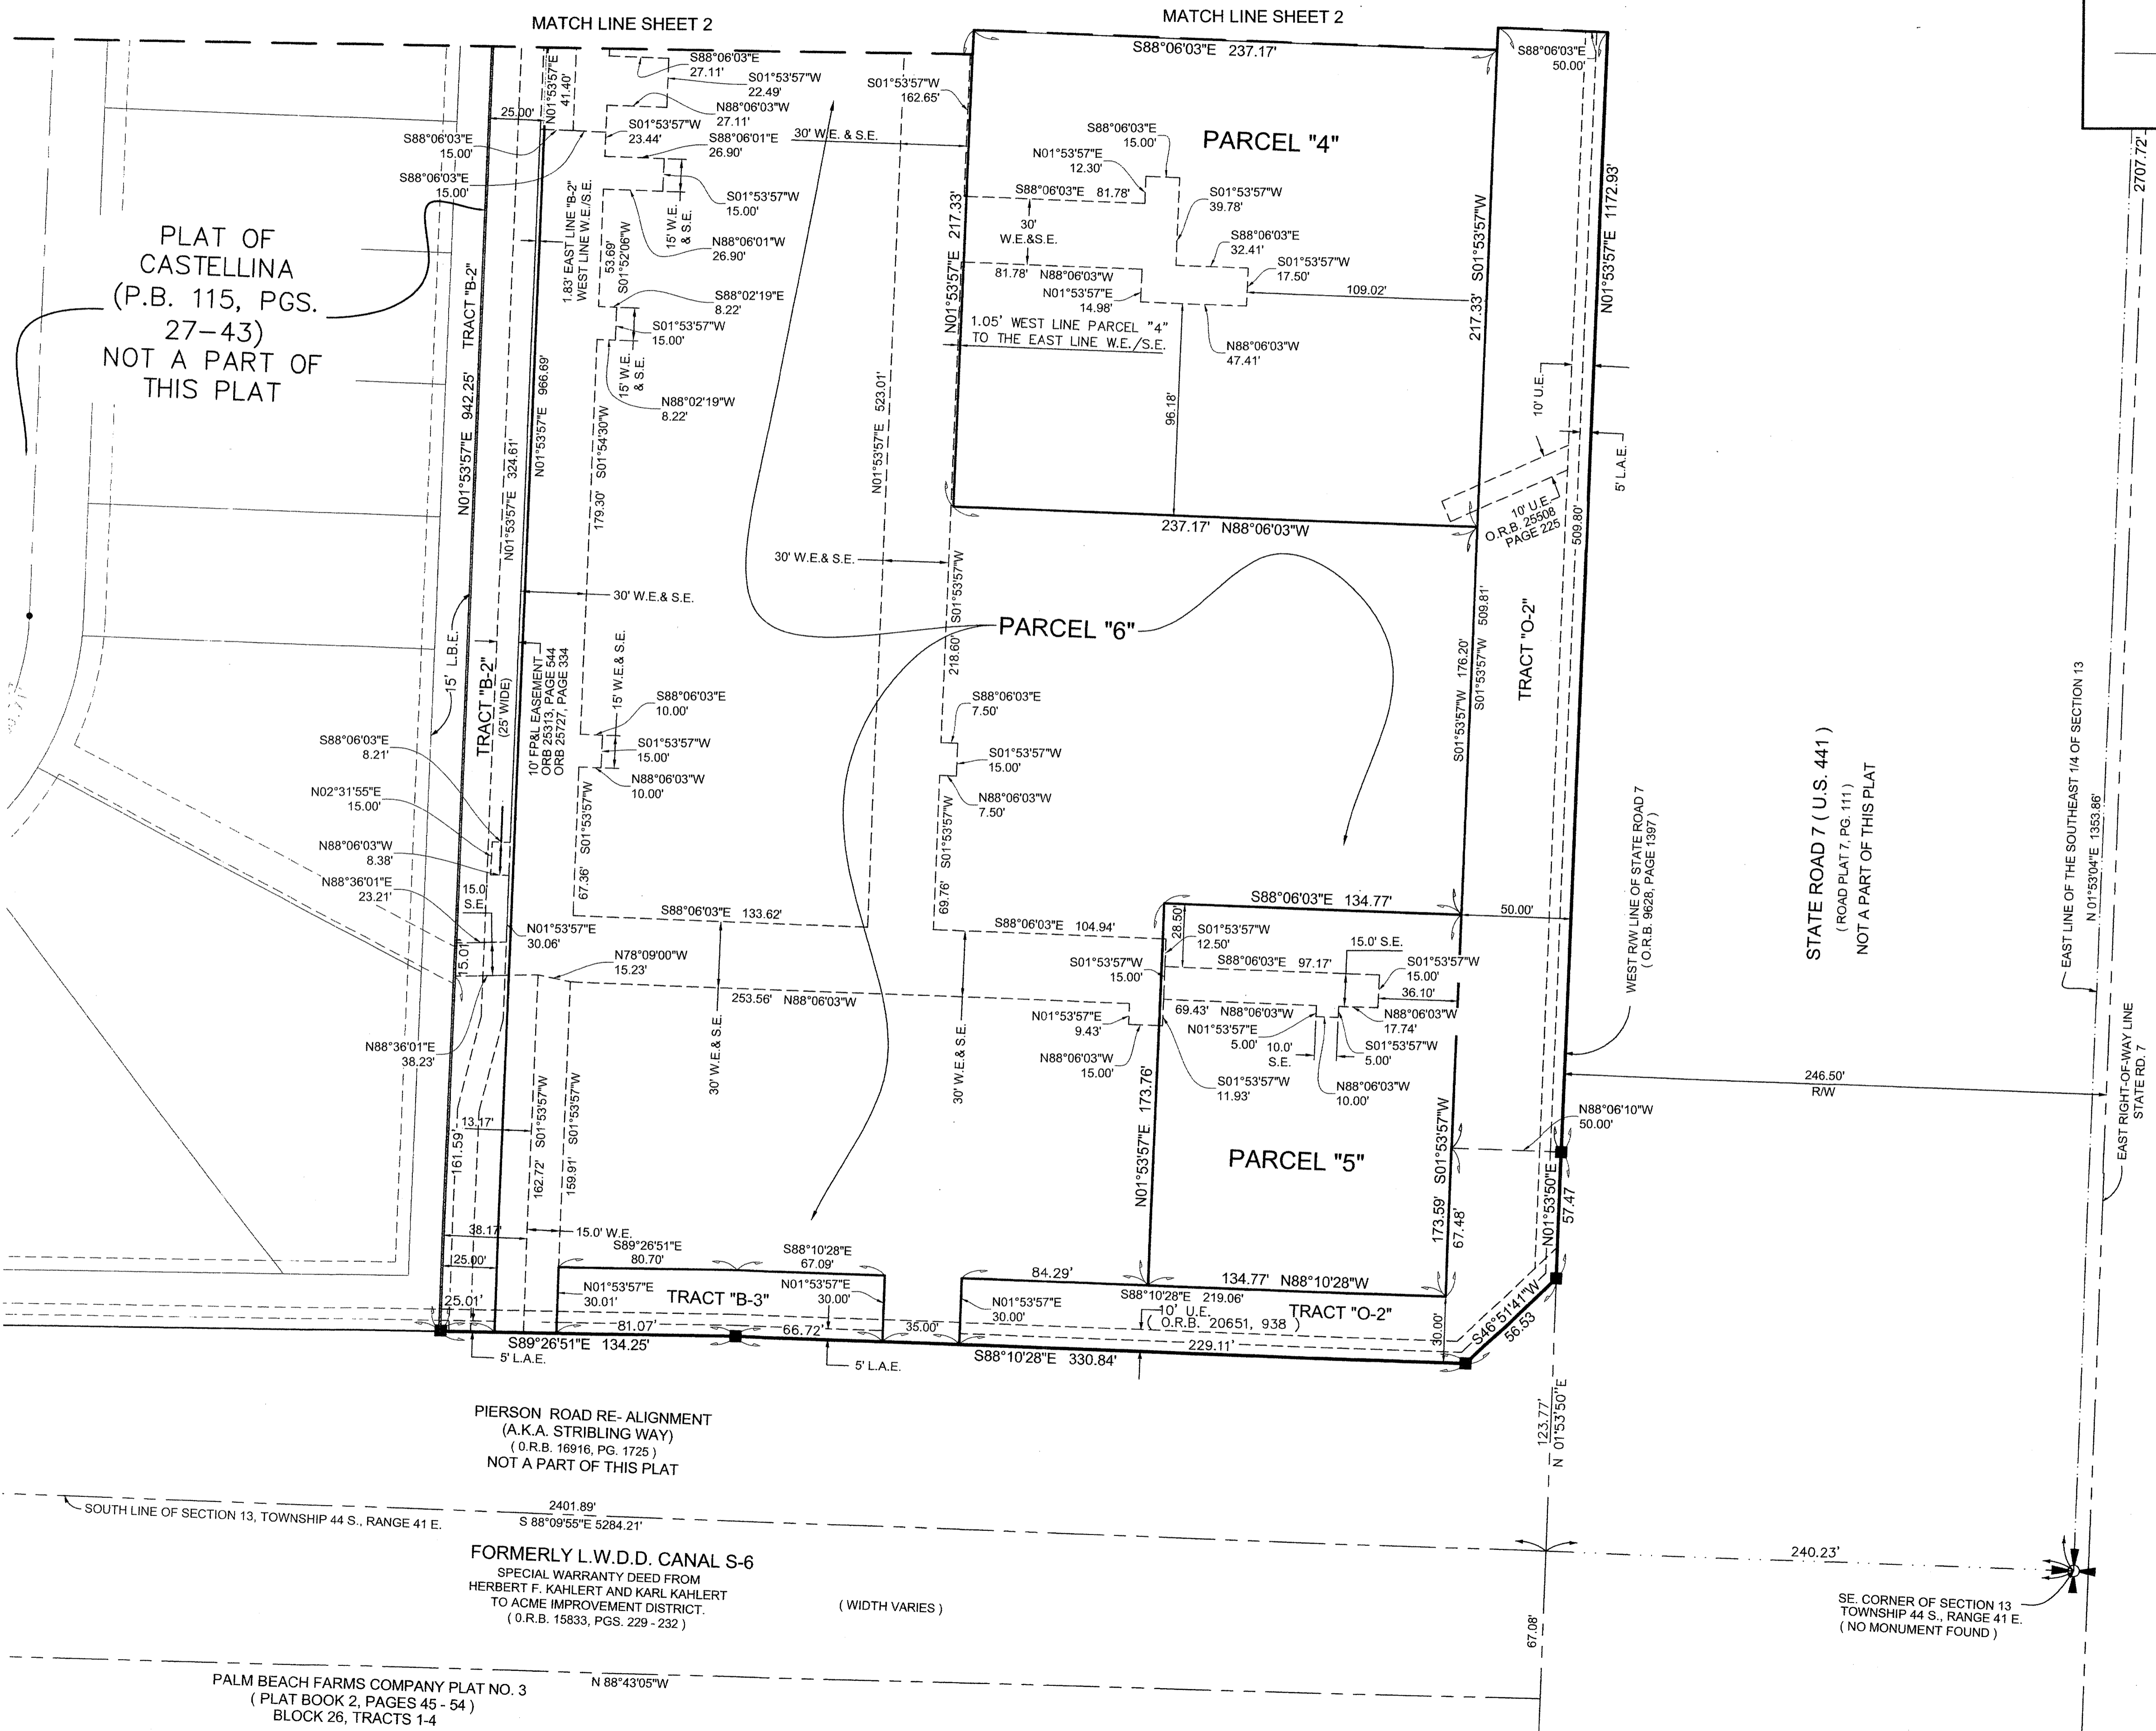 MATCH LINE SHEET 2
MATCH LINE SHEET 2
S88°06'03"E 237.17'
S88°06'03"E
50.00'
2707.72'
N01°53'57"E
41.40'
S88°06'03"E
27.11'
S01°53'57"W
22.49'
N88°06'03"W
27.11'
S01°53'57"W
23.44'
S88°06'01"E
26.90'
25.00'
S88°06'03"E
15.00'
S88°06'03"E
15.00'
S01°53'57"W
162.65'
30' W.E. & S.E.
S01°53'57"W
15.00'
15' W.E.
& S.E.
N88°06'01"W
26.90'
1.83' EAST LINE "B-2"
WEST LINE W.E./S.E.
53.69'
S01°52'06"W
S88°02'19"E
8.22'
S01°53'57"W
15.00'
15' W.E.
& S.E.
N88°02'19"W
8.22'
PLAT OF
CASTELLINA
(P.B. 115, PGS.
27-43)
NOT A PART OF
THIS PLAT
N01°53'57"E 942.25' TRACT "B-2"
N01°53'57"E 324.61'
N01°53'57"E 966.69'
179.30' S01°54'30"W
N01°53'57"E 523.01'
N01°53'57"E 217.33'
PARCEL "4"
S88°06'03"E
15.00'
N01°53'57"E
12.30'
S88°06'03"E 81.78'
S01°53'57"W
39.78'
30'
W.E.&S.E.
S88°06'03"E
32.41'
S01°53'57"W
17.50'
81.78' N88°06'03"W
N01°53'57"E
14.98'
109.02'
1.05' WEST LINE PARCEL "4"
TO THE EAST LINE W.E./S.E.
N88°06'03"W
47.41'
96.18'
217.33' S01°53'57"W
N01°53'57"E 1172.93'
10' U.E.
5' L.A.E.
10' U.E.
O.R.B. 25508
PAGE 225
509.80'
237.17' N88°06'03"W
30' W.E.& S.E.
30' W.E.& S.E.
218.60' S01°53'57"W
PARCEL "6"
S01°53'57"W 176.20'
S01°53'57"W 509.81'
TRACT "O-2"
15' L.B.E.
TRACT "B-2"
(25' WIDE)
10' FP&L EASEMENT
ORB 25313, PAGE 544
ORB 25727, PAGE 334
15' W.E.& S.E.
S88°06'03"E
10.00'
S01°53'57"W
15.00'
N88°06'03"W
10.00'
S88°06'03"E
7.50'
S01°53'57"W
15.00'
N88°06'03"W
7.50'
S88°06'03"E
8.21'
N02°31'55"E
15.00'
N88°06'03"W
8.38'
N88°36'01"E
23.21'
15.0'
S.E.
67.36' S01°53'57"W
69.76' S01°53'57"W
S88°06'03"E 133.62'
S88°06'03"E 104.94'
S88°06'03"E 134.77'
50.00'
N01°53'57"E
30.06'
15.01'
N78°09'00"W
15.23'
253.56' N88°06'03"W
30' W.E.& S.E.
30' W.E.& S.E.
28.50'
S01°53'57"W
12.50'
S01°53'57"W
15.00'
15.0' S.E.
S88°06'03"E 97.17'
S01°53'57"W
15.00'
36.10'
N01°53'57"E
9.43'
N88°06'03"W
15.00'
69.43' N88°06'03"W
N01°53'57"E
5.00'
10.0'
S.E.
N88°06'03"W
17.74'
S01°53'57"W
5.00'
S01°53'57"W
11.93'
N88°06'03"W
10.00'
N88°36'01"E
38.23'
161.59'
13.17'
162.72' S01°53'57"W
159.91' S01°53'57"W
N01°53'57"E 173.76'
PARCEL "5"
173.59' S01°53'57"W
67.48'
N88°06'10"W
50.00'
N01°53'50"E
57.47
WEST R/W LINE OF STATE ROAD 7
( O.R.B. 9628, PAGE 1397 )
STATE ROAD 7 ( U.S. 441 )
( ROAD PLAT 7, PG. 111 )
NOT A PART OF THIS PLAT
EAST LINE OF THE SOUTHEAST 1/4 OF SECTION 13
N 01°53'04"E 1353.86'
EAST RIGHT-OF-WAY LINE
STATE RD. 7
246.50'
R/W
38.17'
25.00'
15.0' W.E.
S89°26'51"E
80.70'
S88°10'28"E
67.09'
N01°53'57"E
30.01'
TRACT "B-3"
N01°53'57"E
30.00'
84.29'
134.77' N88°10'28"W
N01°53'57"E
30.00'
S88°10'28"E 219.06'
10' U.E.
( O.R.B. 20651, 938 )
TRACT "O-2"
30.00'
S46°51'41"W
56.53
25.01'
81.07'
66.72'
35.00'
229.11'
S89°26'51"E 134.25'
S88°10'28"E 330.84'
5' L.A.E.
5' L.A.E.
123.77'
N 01°53'50"E
PIERSON ROAD RE- ALIGNMENT
(A.K.A. STRIBLING WAY)
( O.R.B. 16916, PG. 1725 )
NOT A PART OF THIS PLAT
2401.89'
SOUTH LINE OF SECTION 13, TOWNSHIP 44 S., RANGE 41 E.
S 88°09'55"E 5284.21'
240.23'
FORMERLY L.W.D.D. CANAL S-6
SPECIAL WARRANTY DEED FROM
HERBERT F. KAHLERT AND KARL KAHLERT
TO ACME IMPROVEMENT DISTRICT.
( O.R.B. 15833, PGS. 229 - 232 )
( WIDTH VARIES )
67.08'
SE. CORNER OF SECTION 13
TOWNSHIP 44 S., RANGE 41 E.
( NO MONUMENT FOUND )
N 88°43'05"W
PALM BEACH FARMS COMPANY PLAT NO. 3
( PLAT BOOK 2, PAGES 45 - 54 )
BLOCK 26, TRACTS 1-4